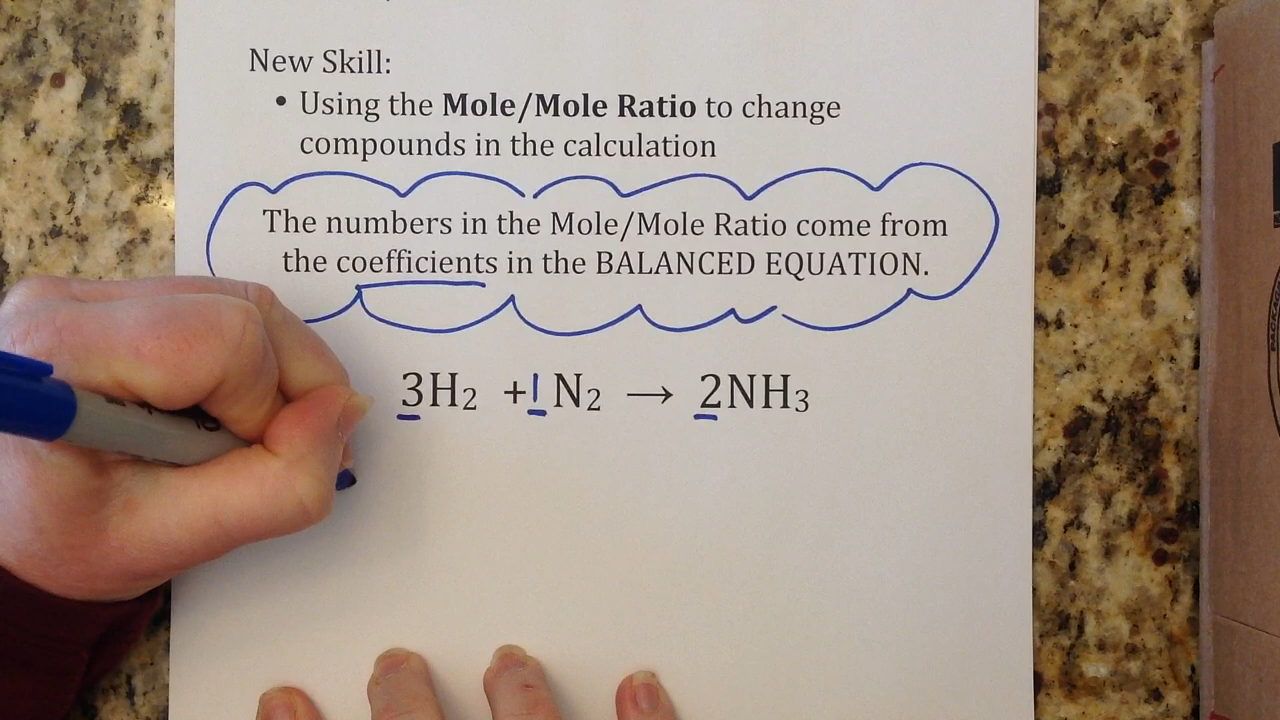 New Skill:
• Using the Mole/Mole Ratio to change
compounds in the calculation
The numbers in the Mole/Mole Ratio come from
the coefficients in the BALANCED EQUATION.
3H₂ + 1 N₂ → 2NH₃